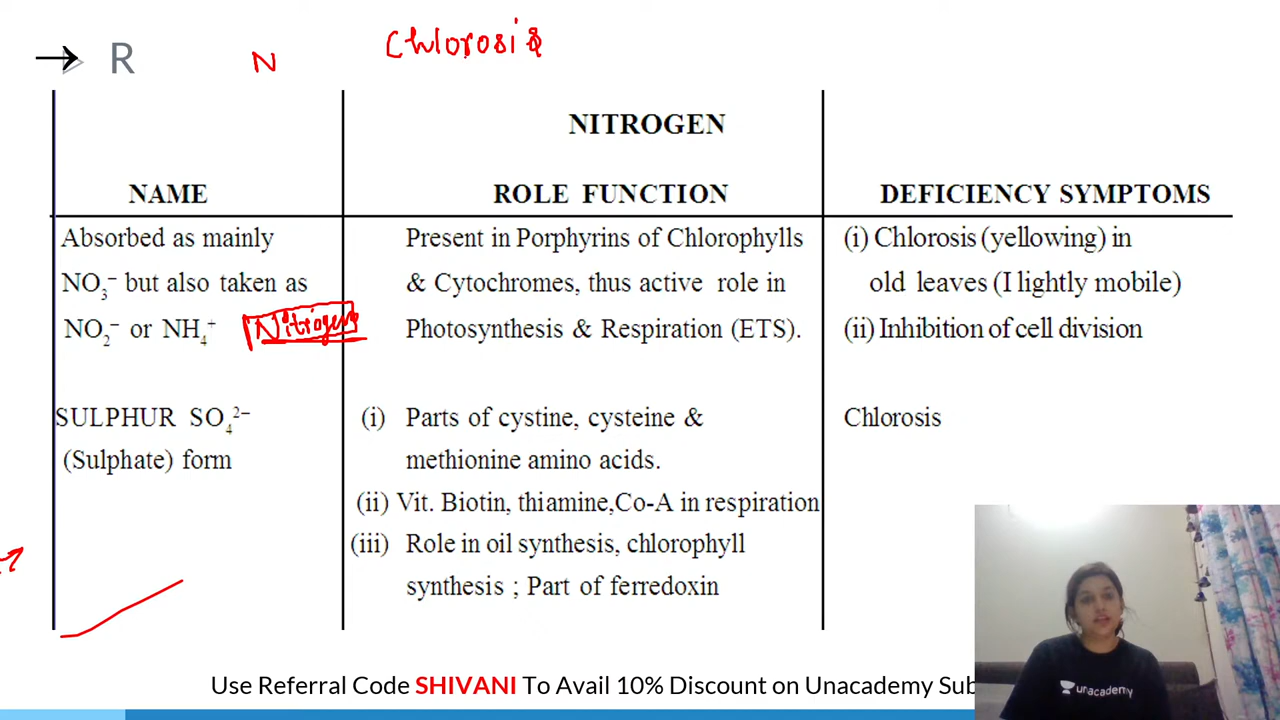 R
N
Chlorosis
NITROGEN
NAME
ROLE FUNCTION
DEFICIENCY SYMPTOMS
Absorbed as mainly
NO₃⁻ but also taken as
NO₂⁻ or NH₄⁺
Nitrogen
Present in Porphyrins of Chlorophylls
& Cytochromes, thus active role in
Photosynthesis & Respiration (ETS).
(i) Chlorosis (yellowing) in
old leaves (I lightly mobile)
(ii) Inhibition of cell division
SULPHUR SO₄²⁻
(Sulphate) form
(i) Parts of cystine, cysteine &
methionine amino acids.
(ii) Vit. Biotin, thiamine,Co-A in respiration
(iii) Role in oil synthesis, chlorophyll
synthesis ; Part of ferredoxin
Chlorosis
Use Referral Code SHIVANI To Avail 10% Discount on Unacademy Sub
unacademy